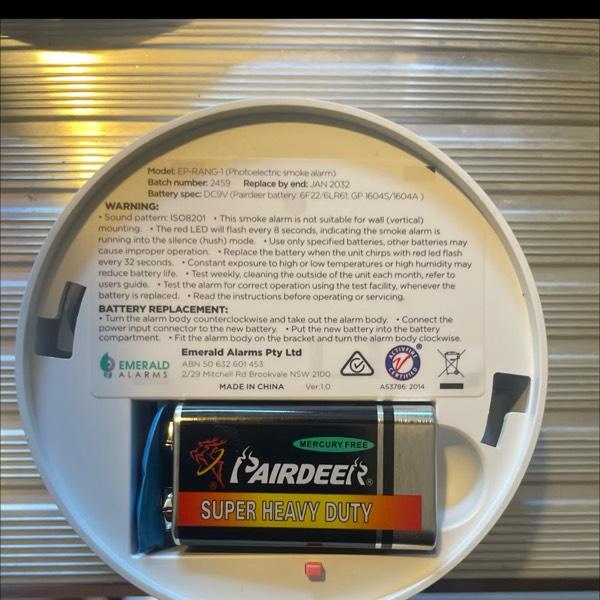 Model: EP-RANG-1 (Photoelectric smoke alarm)
Batch number: 2459 Replace by end: JAN 2032
Battery spec: DC9V (Pairdeer battery: 6F22/6LR61, GP 1604S/1604A )
WARNING:
• Sound pattern: ISO8201 • This smoke alarm is not suitable for wall (vertical)
mounting. • The red LED will flash every 8 seconds, indicating the smoke alarm is
running into the silence (hush) mode. • Use only specified batteries, other batteries may
cause improper operation. • Replace the battery when the unit chirps with red led flash
every 32 seconds. • Constant exposure to high or low temperatures or high humidity may
reduce battery life. • Test weekly, cleaning the outside of the unit each month, refer to
users guide. • Test the alarm for correct operation using the test facility, whenever the
battery is replaced. • Read the instructions before operating or servicing.
BATTERY REPLACEMENT:
• Turn the alarm body counterclockwise and take out the alarm body. • Connect the
power input connector to the new battery. • Put the new battery into the battery
compartment. • Fit the alarm body on the bracket and turn the alarm body clockwise.
EMERALD
ALARMS
Emerald Alarms Pty Ltd
ABN 50 632 601 453
2/29 Mitchell Rd Brookvale NSW 2100
MADE IN CHINA Ver:1.0
ACTIVFIRE
CERTIFIED
®
AS3786: 2014
MERCURY FREE
PAIRDEER®
SUPER HEAVY DUTY